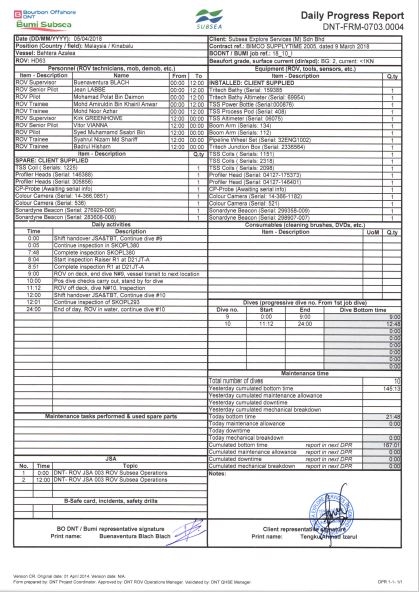 Bourbon Offshore
DNT
Bumi Subsea
SUBSEA
Daily Progress Report
DNT-FRM-0703.0004
Date (DD/MM/YYYY): 05/04/2018
Client: Subsea Explore Services (M) Sdn Bhd
Position (Country / field): Malaysia / Kinabalu
Contract ref.: BIMCO SUPPLYTIME 2005, dated 9 March 2018
Vessel: Bahtera Azalea
BODNT / BUMI job ref.: 18_10_1
ROV: HD63
Beaufort grade, surface current (dir/spd): BG: 2, current: <1KN
Personnel (ROV technicians, mob, demob, etc.)
Equipment (ROV, tools, sensors, etc.)
Item - Description Name From To
Item - Description Q.ty
ROV Supervisor Buenaventura BLACH 00:00 12:00
INSTALLED: CLIENT SUPPLIED
ROV Senior Pilot Jean LABBE 00:00 12:00
Tritech Bathy (Serial: 159385 1
ROV Pilot Mohamad Polat Bin Daimon 00:00 12:00
Tritech Bathy Altimeter (Serial: 69954) 1
ROV Trainee Mohd Amiruldin Bin Khairil Anwar 00:00 12:00
TSS Power Bottle (Serial:000876) 1
ROV Trainee Mohd Noor Azhar 00:00 12:00
TSS Process Pod (Serial: 408) 1
ROV Supervisor Kirk GREENHOWE 12:00 00:00
TSS Altimeter (Serial: 06076) 1
ROV Senior Pilot Vitor VIANNA 12:00 00:00
Boom Arm (Serial: 134) 1
ROV Pilot Syed Muhamamed Ssabri Bin 12:00 00:00
Boom Arm (Serial: 112) 1
ROV Trainee Syahrul Nizam Md Shariff 12:00 00:00
Pipeline Wheel Set (Serial: 32ENG1002) 1
ROV Trainee Badrul Hisham 12:00 00:00
Tritech Junction Box (Serial: 2336564) 1
Item - Description Q.ty
TSS Coils ( Serial: 1151) 1
SPARE: CLIENT SUPPLIED
TSS Coils ( Serial: 2318) 1
TSS Coil ( Serial: 1225) 1
TSS Coils ( Serial: 2098) 1
Profiler Heads (Serial: 146388) 1
Profiler Head (Serial: 04127-175373) 1
Profiler Heads (Serial: 305656) 1
Profiler Head (Serial: 04127-146401) 1
CP-Probe (Awaiting serial info) 1
CP-Probe (Awaiting serial info) 1
Colour Camera (Serial: 14-366,0851) 1
Colour Camera (Serial: 14-366-1182) 1
Colour Camera (Serial: 536) 1
Colour Camera (Serial: 521) 1
Sonardyne Beacon (Serial: 276929-006) 1
Sonardyne Beacon (Serial: 299358-009) 1
Sonardyne Beacon (Serial: 283606-008) 1
Sonardyne Beacon (Serial: 298907-007) 1
Daily activities
Consumables (cleaning brushes, DVDs, etc.)
Time Description
Item - Description UoM Q.ty
0:00 Shift handover JSA&TBT, Continue dive #9
0:05 Continue inspection in SKOPL380
7:48 Complete inspection SKOPL380
8:04 Start inspection Raiser R1 at D21JT-A
8:51 Complete inspection R1 at D21JT-A
9:00 ROV on deck, end dive N#9, vessel transit to next location
10:00 Pos-dive checks carry out, stand by for dive
11:12 ROV off deck, dive N#10, Inspection
12:00 Shift handover JSA&TBT, Continue dive #10
12:01 Continue inspection of SKOPL293
24:00 End of day, ROV in water, continue dive #10
Dives (progressive dive no. From 1st job dive)
Dive no. Start End Dive Bottom time
9 0:00 9:00 9:00
10 11:12 24:00 12:48
0:00
0:00
0:00
0:00
0:00
0:00
Maintenance time
Total number of dives 10
Yesterday cumulated bottom time 145:13
Yesterday cumulated maintenance allowance
Yesterday cumulated downtime
Yesterday cumulated mechanical breakdown
Maintenance tasks performed & used spare parts
Today bottom time 21:48
Today maintenance allowance 0:00
Today downtime
Today mechanical breakdown 0:00
Cumulated bottom time report in next DPR 167:01
Cumulated maintenance allowance report in next DPR 0:00
Cumulated downtime report in next DPR 0:00
Cumulated mechanical breakdown report in next DPR 0:00
JSA
Notes:
No. Time Topic
1 0:00 DNT- ROV JSA 003 ROV Subsea Operations
2 12:00 DNT- ROV JSA 003 ROV Subsea Operations
B-Safe card, incidents, safety drills
BO DNT / Bumi representative signature
Client representative signature
Print name: Buenaventura Blach Blach
Print name: Tengku Ahmad Izarul
Version CR. Original date: 01 April 2014. Version date: N/A.
Form prepared by: DNT Project Coordinator. Approved by: DNT ROV Operations Manager. Validated by: DNT QHSE Manager.
DPR 1-1- 1/1